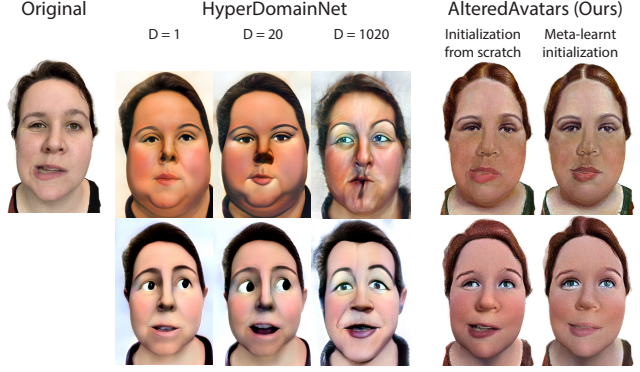 Original
HyperDomainNet
AlteredAvatars (Ours)
D = 1
D = 20
D = 1020
Initialization
from scratch
Meta-learnt
initialization